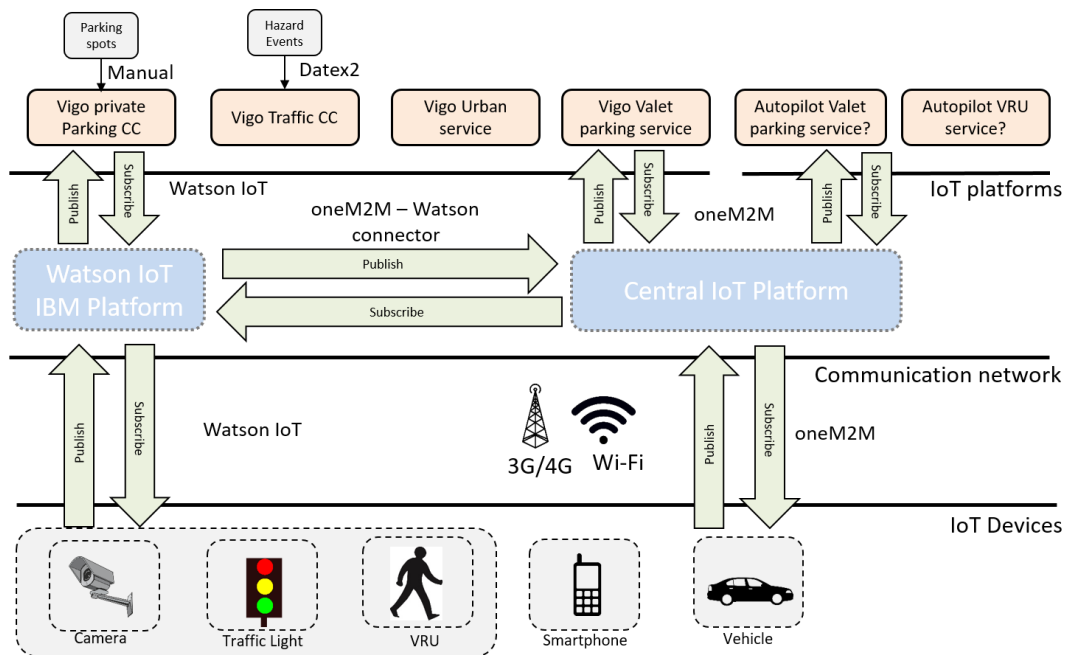 Parking
spots
Hazard
Events
Manual
Datex2
Vigo private
Parking CC
Vigo Traffic CC
Vigo Urban
service
Vigo Valet
parking service
Autopilot Valet
parking service?
Autopilot VRU
service?
Publish
Subscribe
Watson IoT
Publish
Subscribe
oneM2M
Publish
Subscribe
IoT platforms
oneM2M – Watson
connector
Publish
Subscribe
Watson IoT
IBM Platform
Central IoT Platform
Communication network
Publish
Subscribe
Watson IoT
3G/4G
Wi-Fi
Publish
Subscribe
oneM2M
IoT Devices
Camera
Traffic Light
VRU
Smartphone
Vehicle